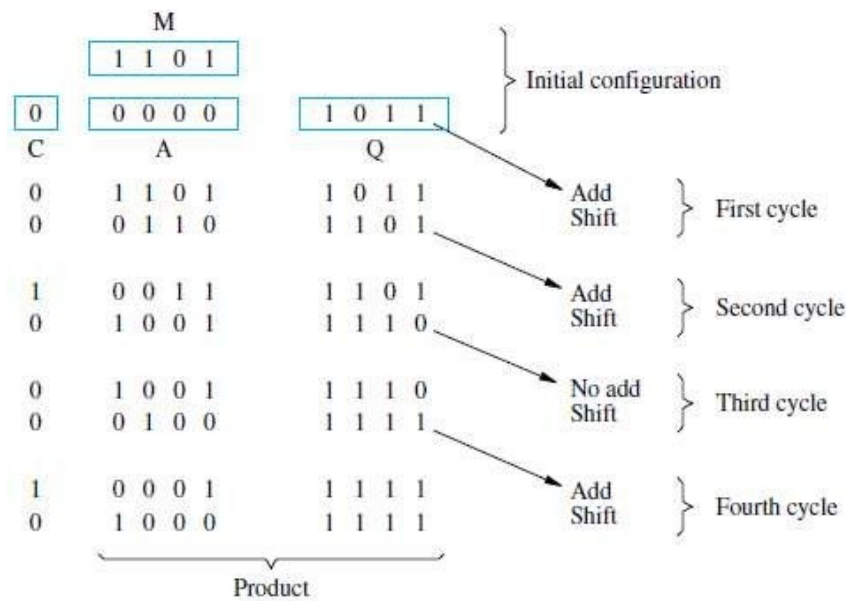 M
1 1 0 1
Initial configuration
0 0 0 0 0 1 0 1 1
C A Q
0 1 1 0 1 1 0 1 1 Add
First cycle
0 0 1 1 0 1 1 0 1 Shift
1 0 0 1 1 1 1 0 1 Add
Second cycle
0 1 0 0 1 1 1 1 0 Shift
0 1 0 0 1 1 1 1 0 No add
Third cycle
0 0 1 0 0 1 1 1 1 Shift
1 0 0 0 1 1 1 1 1 Add
Fourth cycle
0 1 0 0 0 1 1 1 1 Shift
Product